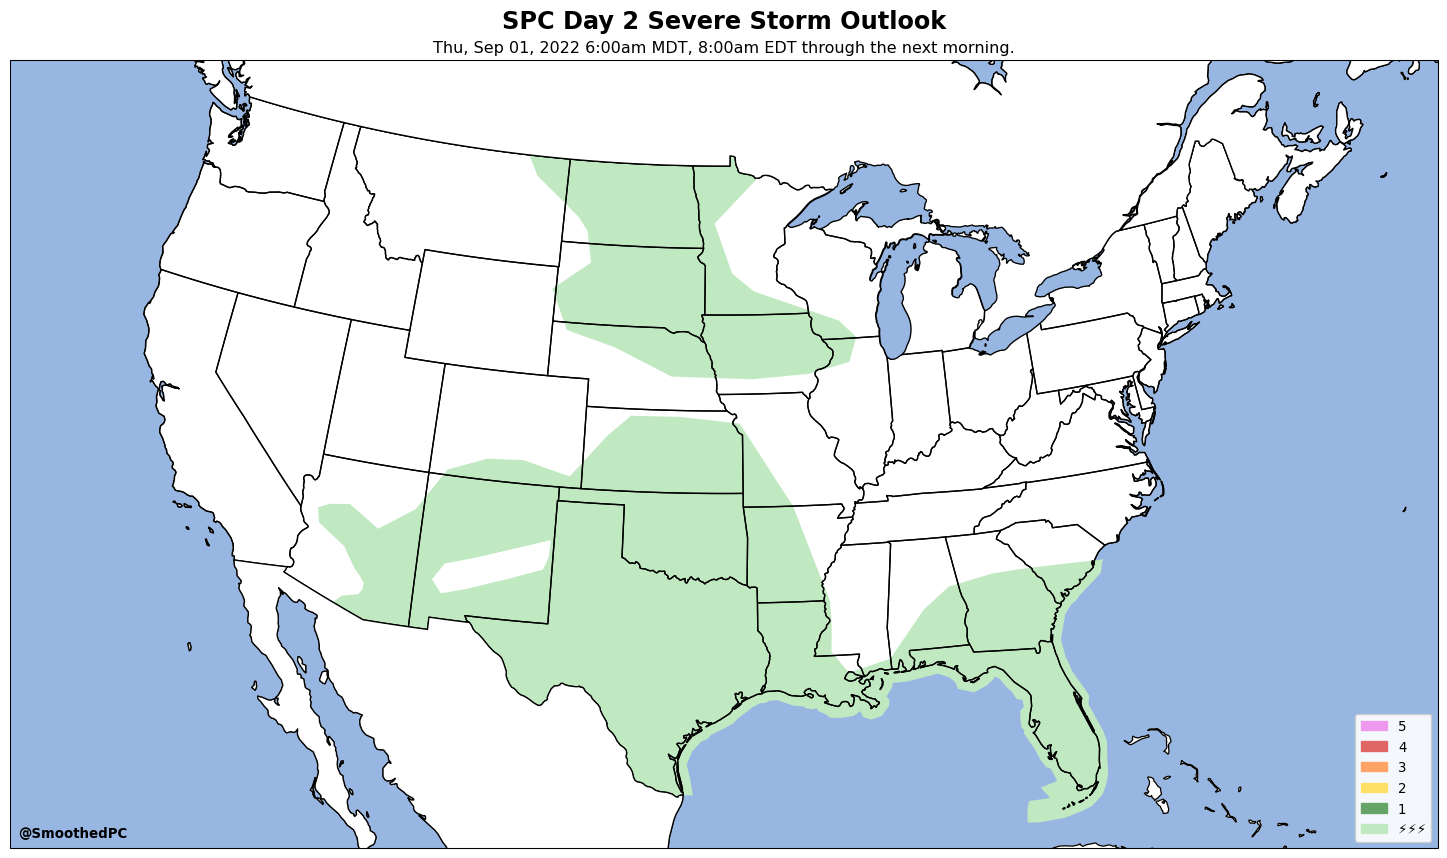 SPC Day 2 Severe Storm Outlook
Thu, Sep 01, 2022 6:00am MDT, 8:00am EDT through the next morning.
5
4
3
2
1
⚡⚡⚡
@SmoothedPC